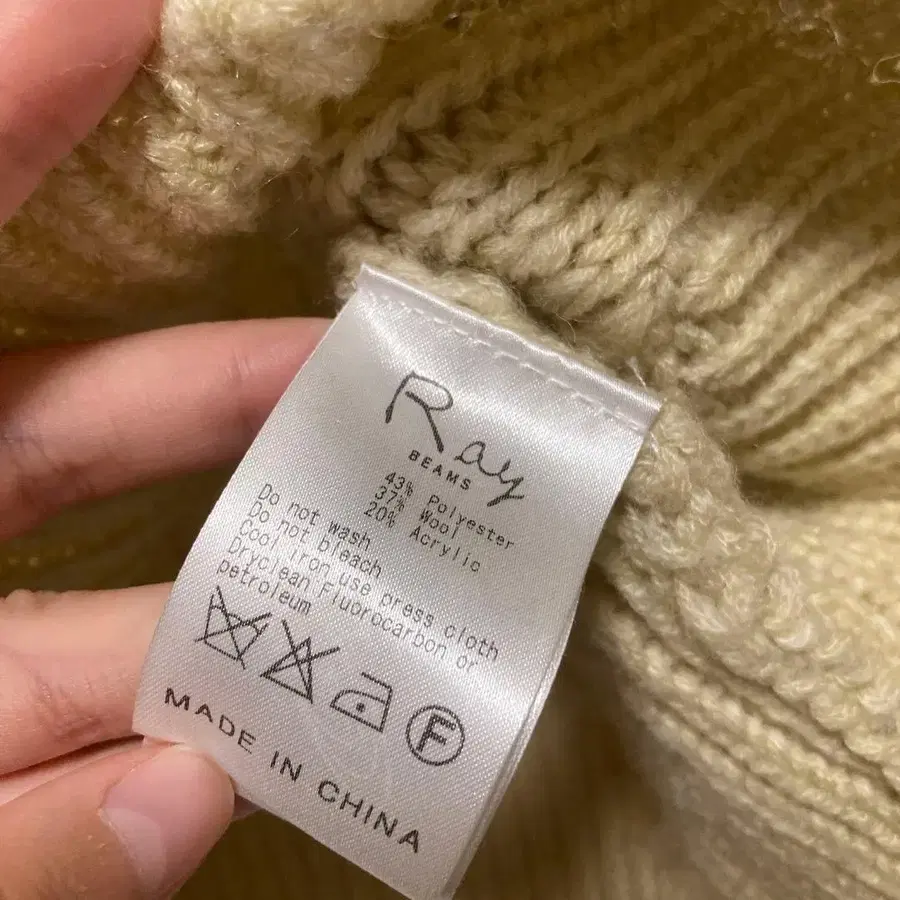 Ray
BEAMS
43% Polyester
37% Wool
20% Acrylic
Do not wash
Do not bleach
Cool iron use press cloth
Dryclean Fluorocarbon or
petroleum
F
MADE IN CHINA